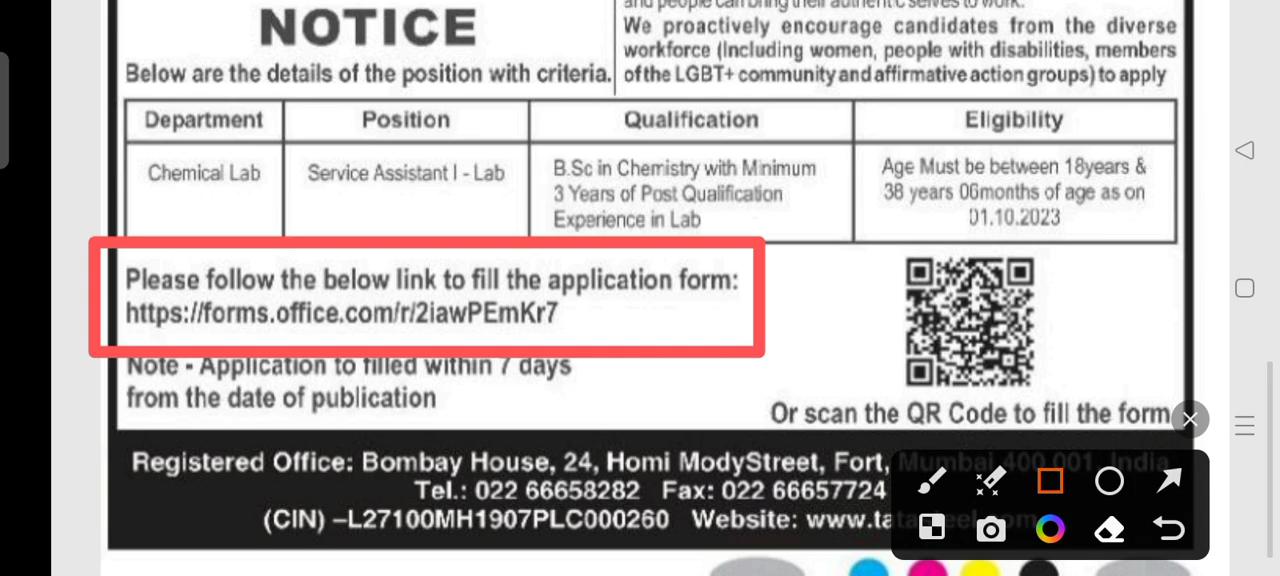 NOTICE
Below are the details of the position with criteria.
and people can bring their authentic selves to work.
We proactively encourage candidates from the diverse
workforce (Including women, people with disabilities, members
of the LGBT+ community and affirmative action groups) to apply
Department Position Qualification Eligibility
Chemical Lab
Service Assistant I - Lab
B.Sc in Chemistry with Minimum
3 Years of Post Qualification
Experience in Lab
Age Must be between 18years &
38 years 06months of age as on
01.10.2023
Please follow the below link to fill the application form:
https://forms.office.com/r/2iawPEmKr7
Note - Application to filled within 7 days
from the date of publication
Or scan the QR Code to fill the form
Registered Office: Bombay House, 24, Homi ModyStreet, Fort, Mumbai 400 001, India
Tel.: 022 66658282 Fax: 022 66657724
(CIN) –L27100MH1907PLC000260 Website: www.tatasteel.com